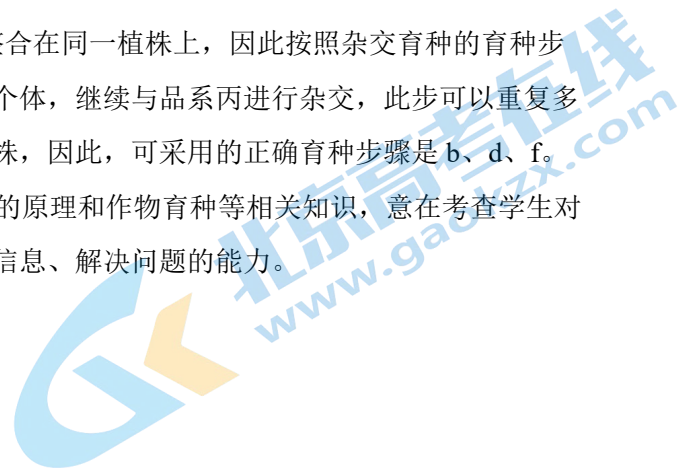 整合在同一植株上，因此按照杂交育种的育种步
个体，继续与品系丙进行杂交，此步可以重复多
株，因此，可采用的正确育种步骤是 b、d、f。
的原理和作物育种等相关知识，意在考查学生对
信息、解决问题的能力。
北京高考在线
www.gaokzx.com